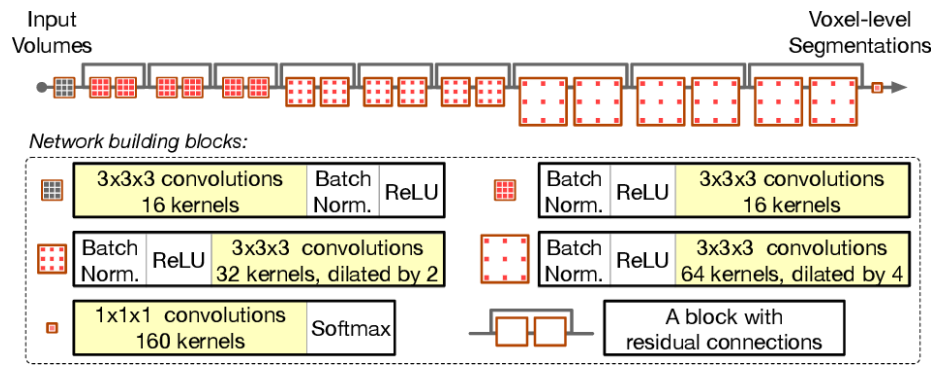 Input
Volumes
Voxel-level
Segmentations
Network building blocks:
3x3x3 convolutions
16 kernels
Batch
Norm.
ReLU
Batch
Norm.
ReLU
3x3x3 convolutions
16 kernels
Batch
Norm.
ReLU
3x3x3 convolutions
32 kernels, dilated by 2
Batch
Norm.
ReLU
3x3x3 convolutions
64 kernels, dilated by 4
1x1x1 convolutions
160 kernels
Softmax
A block with
residual connections